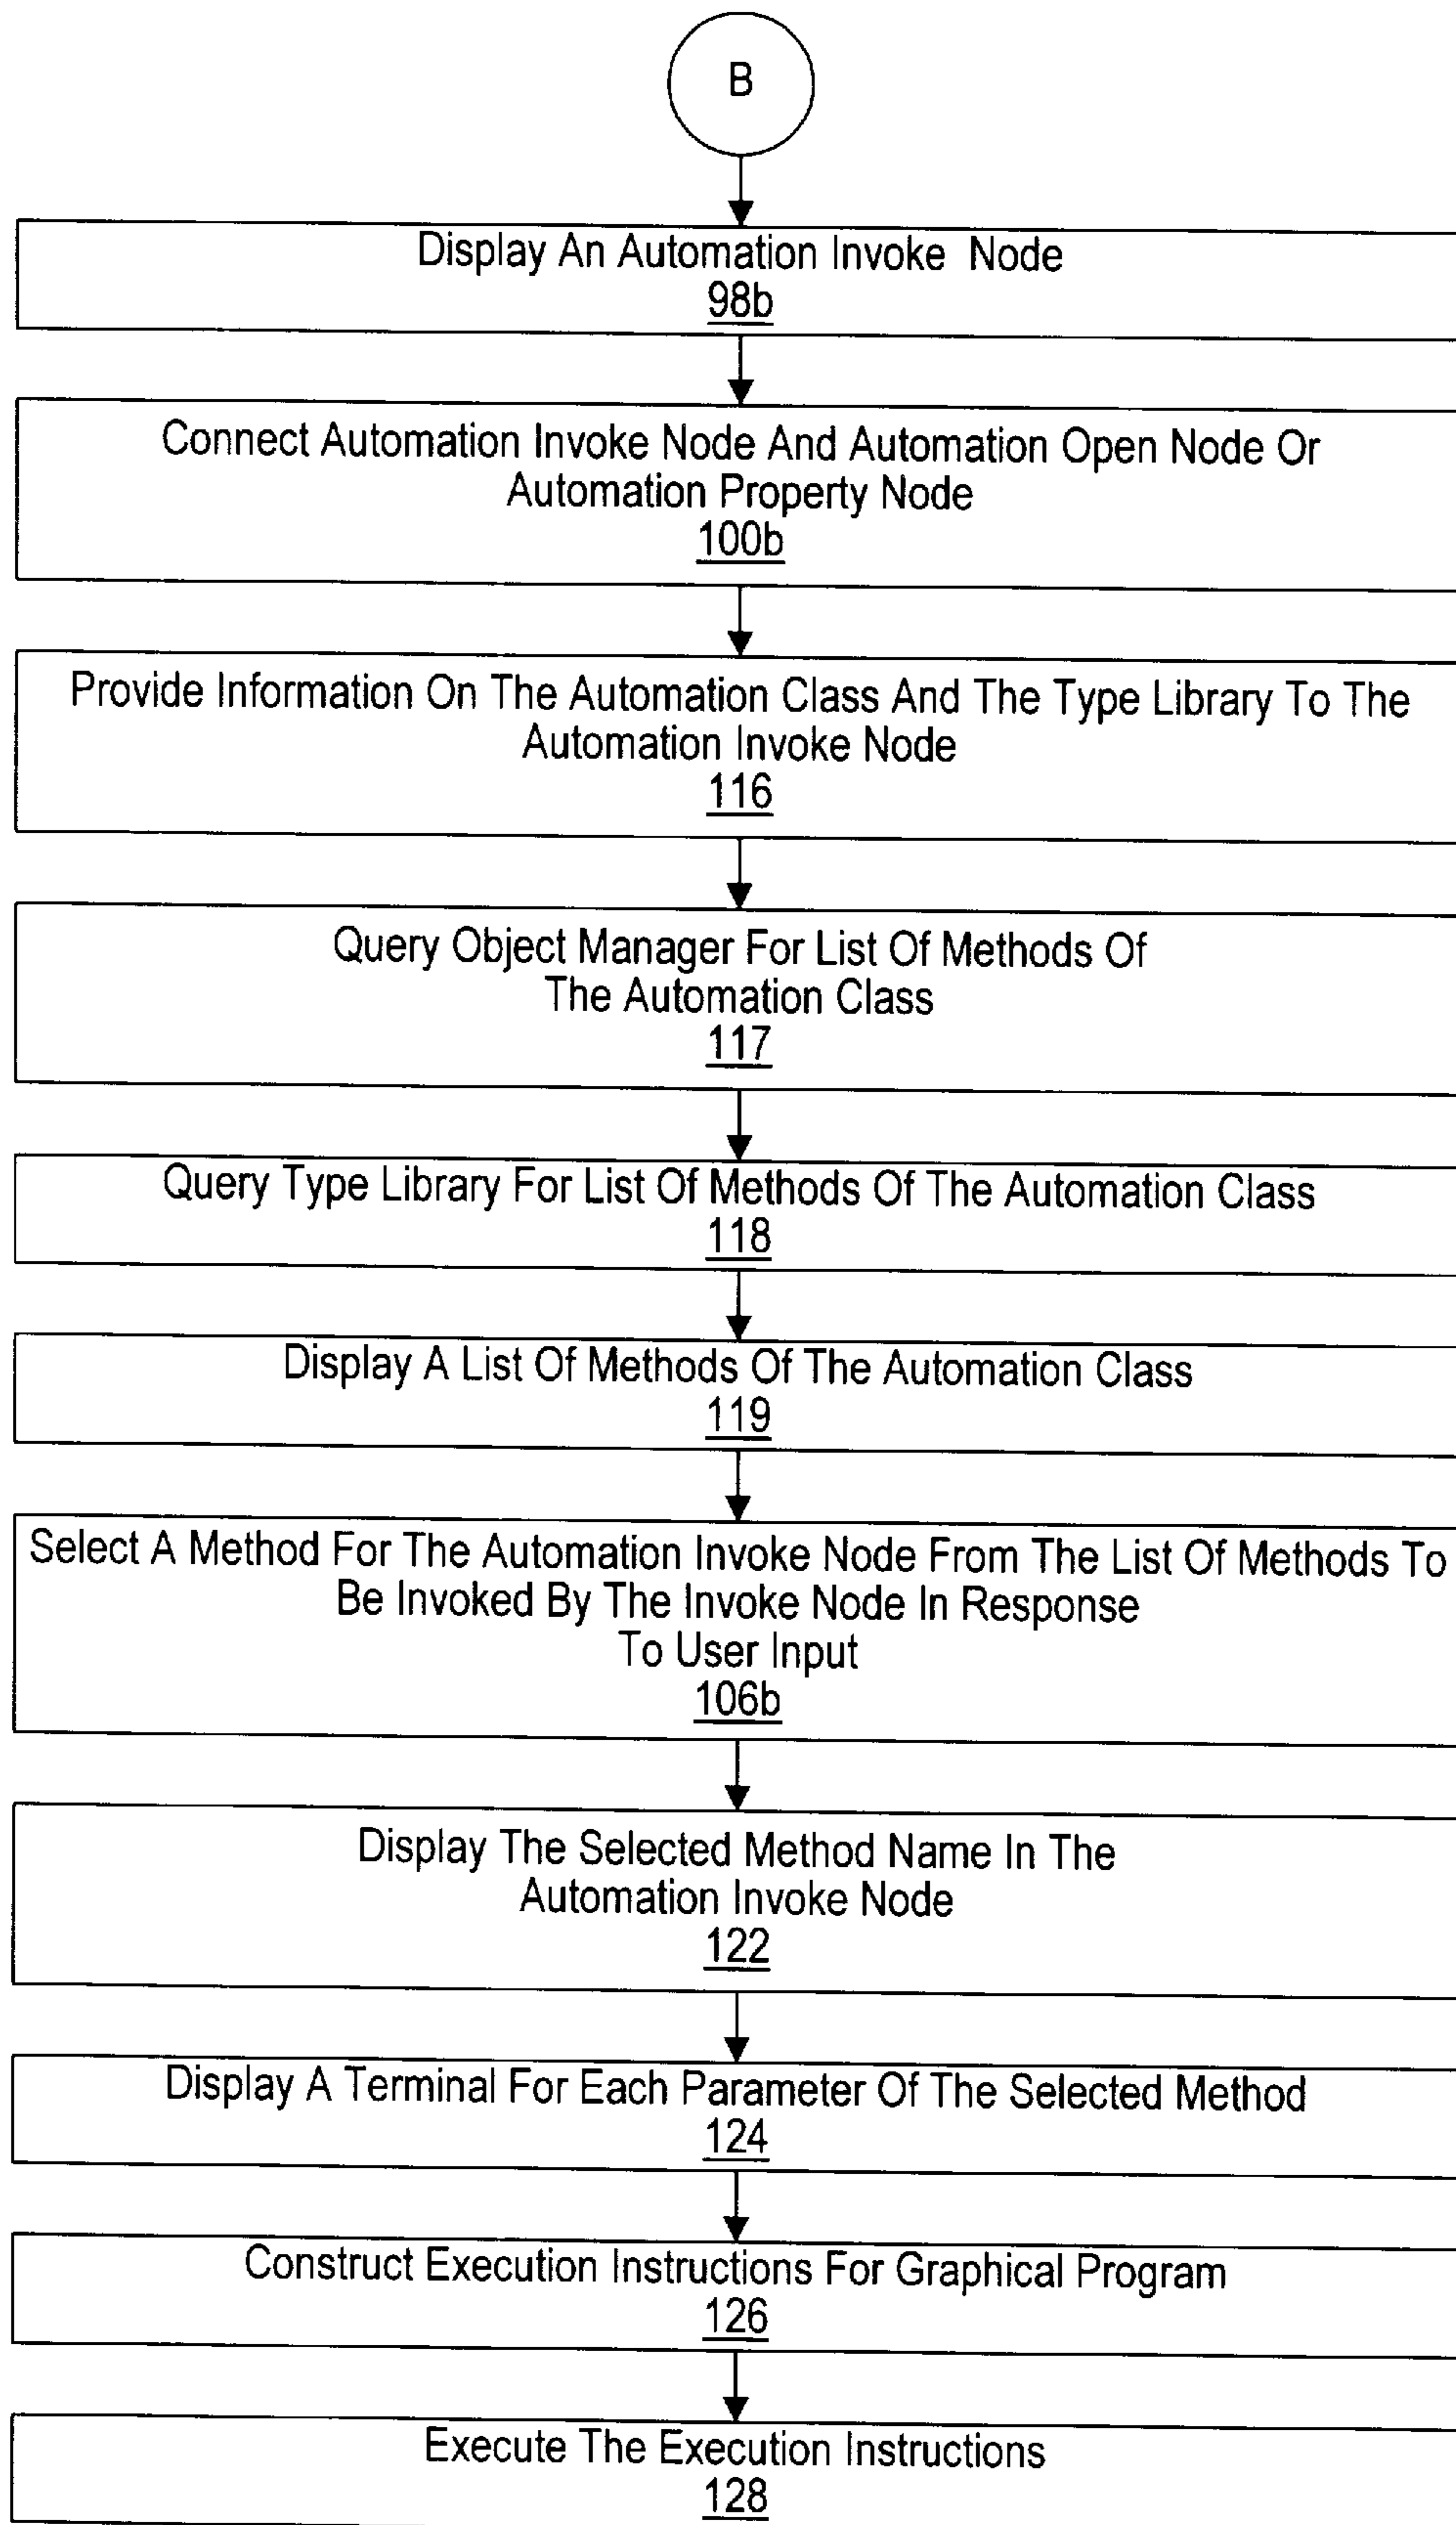 B
Display An Automation Invoke Node
98b
Connect Automation Invoke Node And Automation Open Node Or
Automation Property Node
100b
Provide Information On The Automation Class And The Type Library To The
Automation Invoke Node
116
Query Object Manager For List Of Methods Of
The Automation Class
117
Query Type Library For List Of Methods Of The Automation Class
118
Display A List Of Methods Of The Automation Class
119
Select A Method For The Automation Invoke Node From The List Of Methods To
Be Invoked By The Invoke Node In Response
To User Input
106b
Display The Selected Method Name In The
Automation Invoke Node
122
Display A Terminal For Each Parameter Of The Selected Method
124
Construct Execution Instructions For Graphical Program
126
Execute The Execution Instructions
128